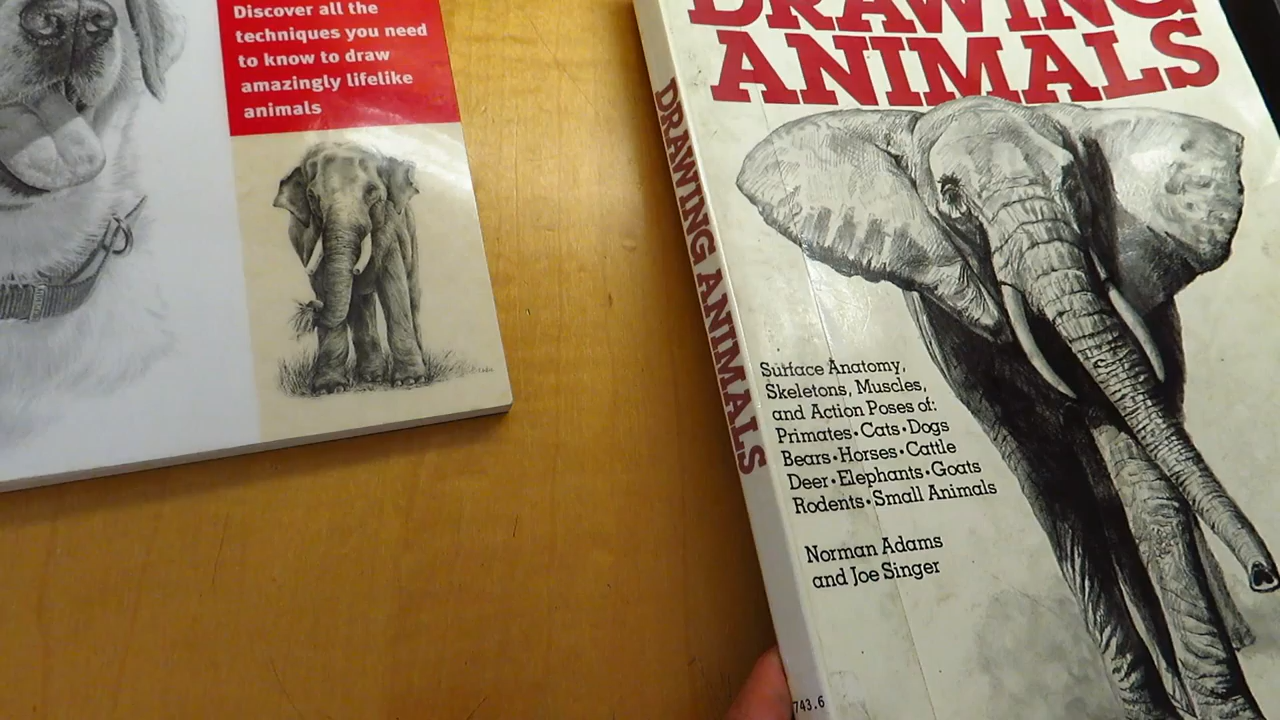 Discover all the
techniques you need
to know to draw
amazingly lifelike
animals
DRAWING
ANIMALS
DRAWING ANIMALS
Surface Anatomy,
Skeletons, Muscles,
and Action Poses of:
Primates • Cats • Dogs
Bears • Horses • Cattle
Deer • Elephants • Goats
Rodents • Small Animals
Norman Adams
and Joe Singer
743.6